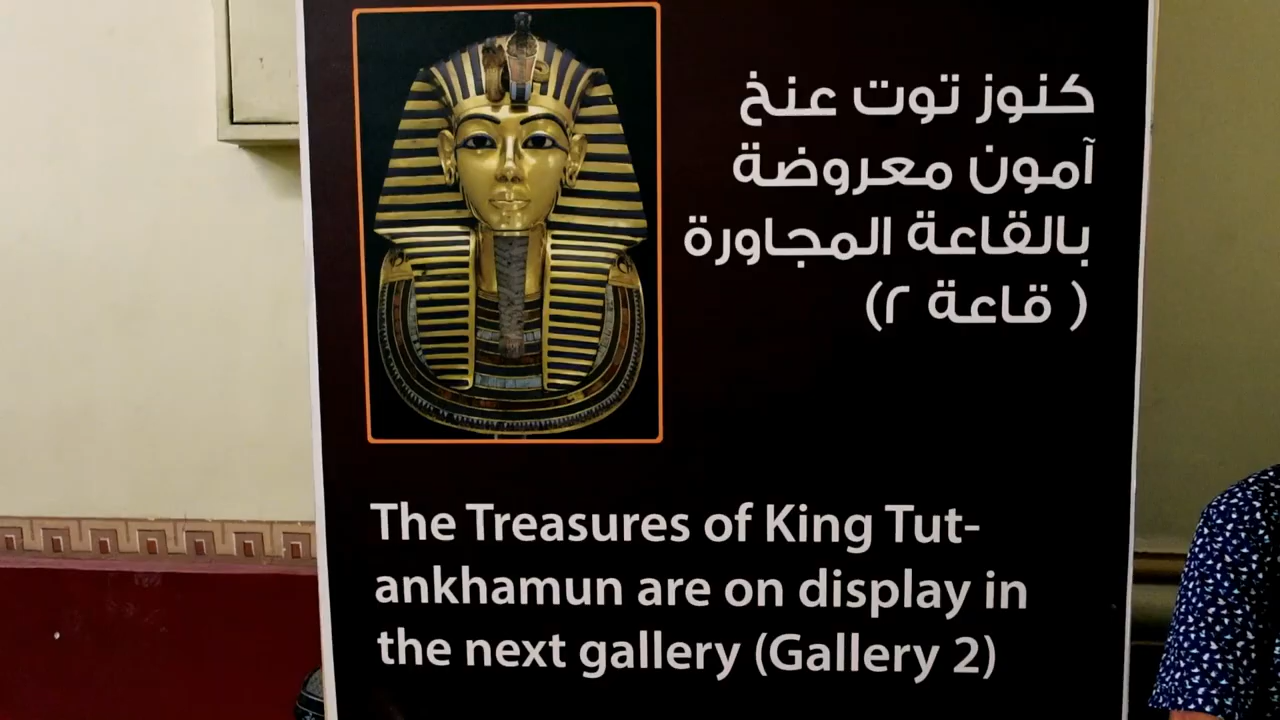 كنوز توت عنخ
آمون معروضة
بالقاعة المجاورة
( قاعة ٢)
The Treasures of King Tut-
ankhamun are on display in
the next gallery (Gallery 2)